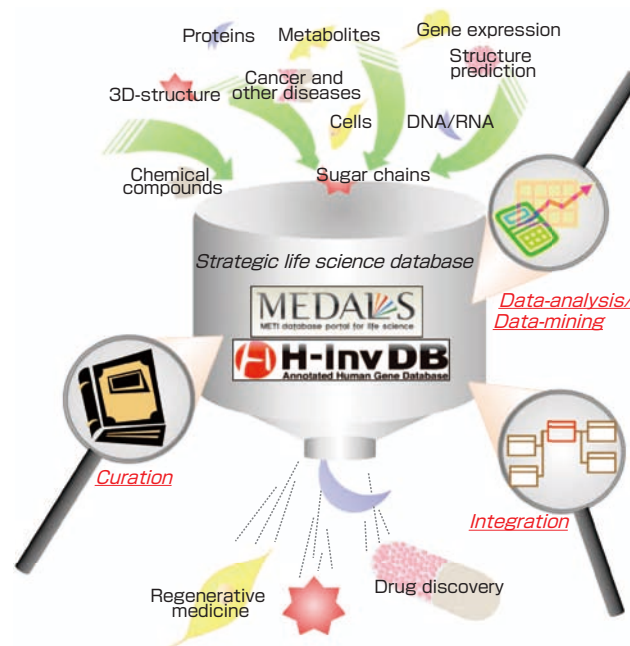 Proteins
Metabolites
Gene expression
Structure
prediction
3D-structure
Cancer and
other diseases
Cells
DNA/RNA
Chemical
compounds
Sugar chains
Strategic life science database
MEDALS
METI database portal for life science
H-InvDB
Annotated Human Gene Database
Data-analysis/
Data-mining
Curation
Integration
Regenerative
medicine
Drug discovery